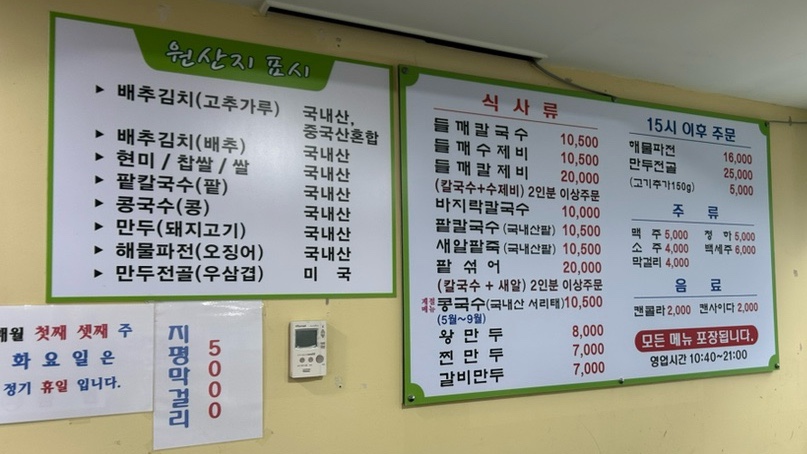 원산지 표시
▶ 배추김치(고추가루) 국내산,
중국산혼합
▶ 배추김치(배추) 국내산
▶ 현미 / 찹쌀 / 쌀 국내산
▶ 팥칼국수(팥) 국내산
▶ 콩국수(콩) 국내산
▶ 만두(돼지고기) 국내산
▶ 해물파전(오징어) 국내산
▶ 만두전골(우삼겹) 미 국
식 사 류
들깨칼국수 10,500
들깨수제비 10,500
들깨칼제비 20,000
(칼국수+수제비) 2인분 이상주문
바지락칼국수 10,000
팥칼국수(국내산팥) 10,500
새알팥죽(국내산팥) 10,500
팥 섞 어 20,000
(칼국수 + 새알) 2인분 이상주문
계절메뉴 콩국수(국내산 서리태) 10,500
(5월~9월)
왕 만 두 8,000
찐 만 두 7,000
갈비만두 7,000
15시 이후 주문
해물파전 16,000
만두전골 25,000
(고기추가150g) 5,000
주 류
맥 주 5,000 청 하 5,000
소 주 4,000 백세주 6,000
막걸리 4,000
음 료
캔콜라 2,000 캔사이다 2,000
모든 메뉴 포장됩니다.
영업시간 10:40~21:00
매월 첫째 셋째 주
화 요 일 은
정기 휴일 입니다.
지평막걸리
5000